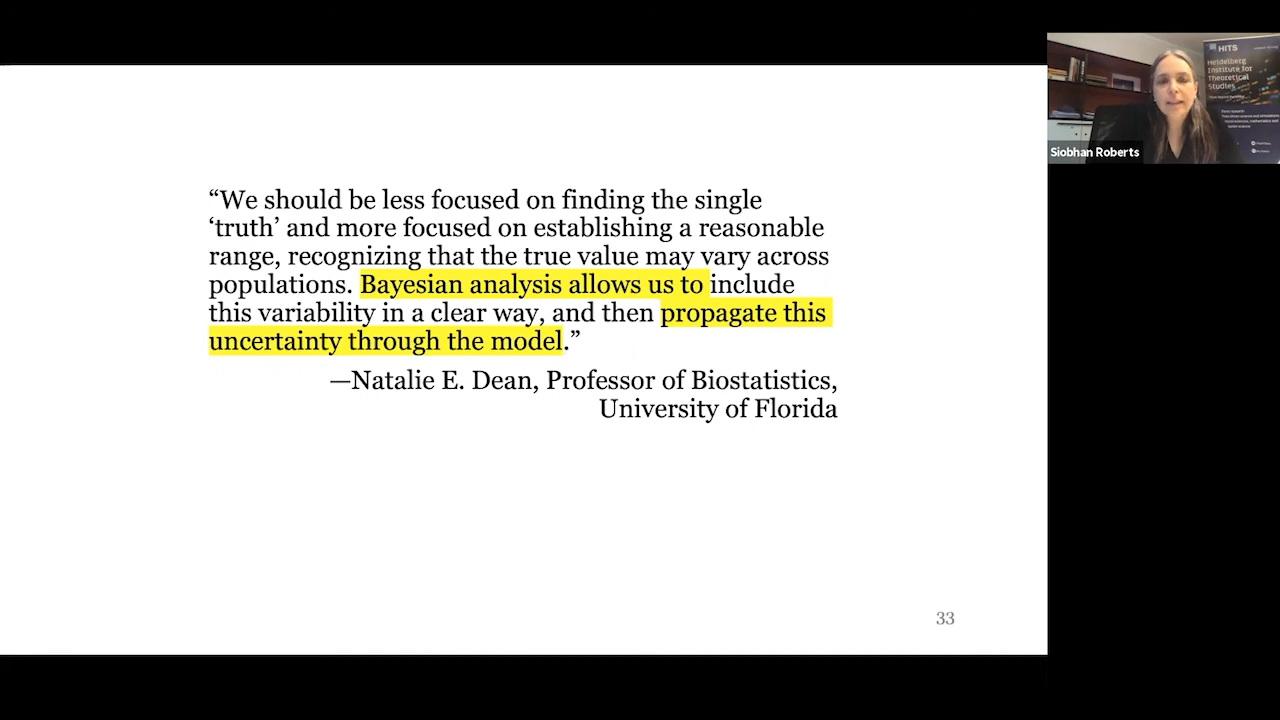 “We should be less focused on finding the single
‘truth’ and more focused on establishing a reasonable
range, recognizing that the true value may vary across
populations. Bayesian analysis allows us to include
this variability in a clear way, and then propagate this
uncertainty through the model.”
—Natalie E. Dean, Professor of Biostatistics,
University of Florida
33
HITS
Heidelberg
Institute for
Theoretical
Studies
Siobhan Roberts